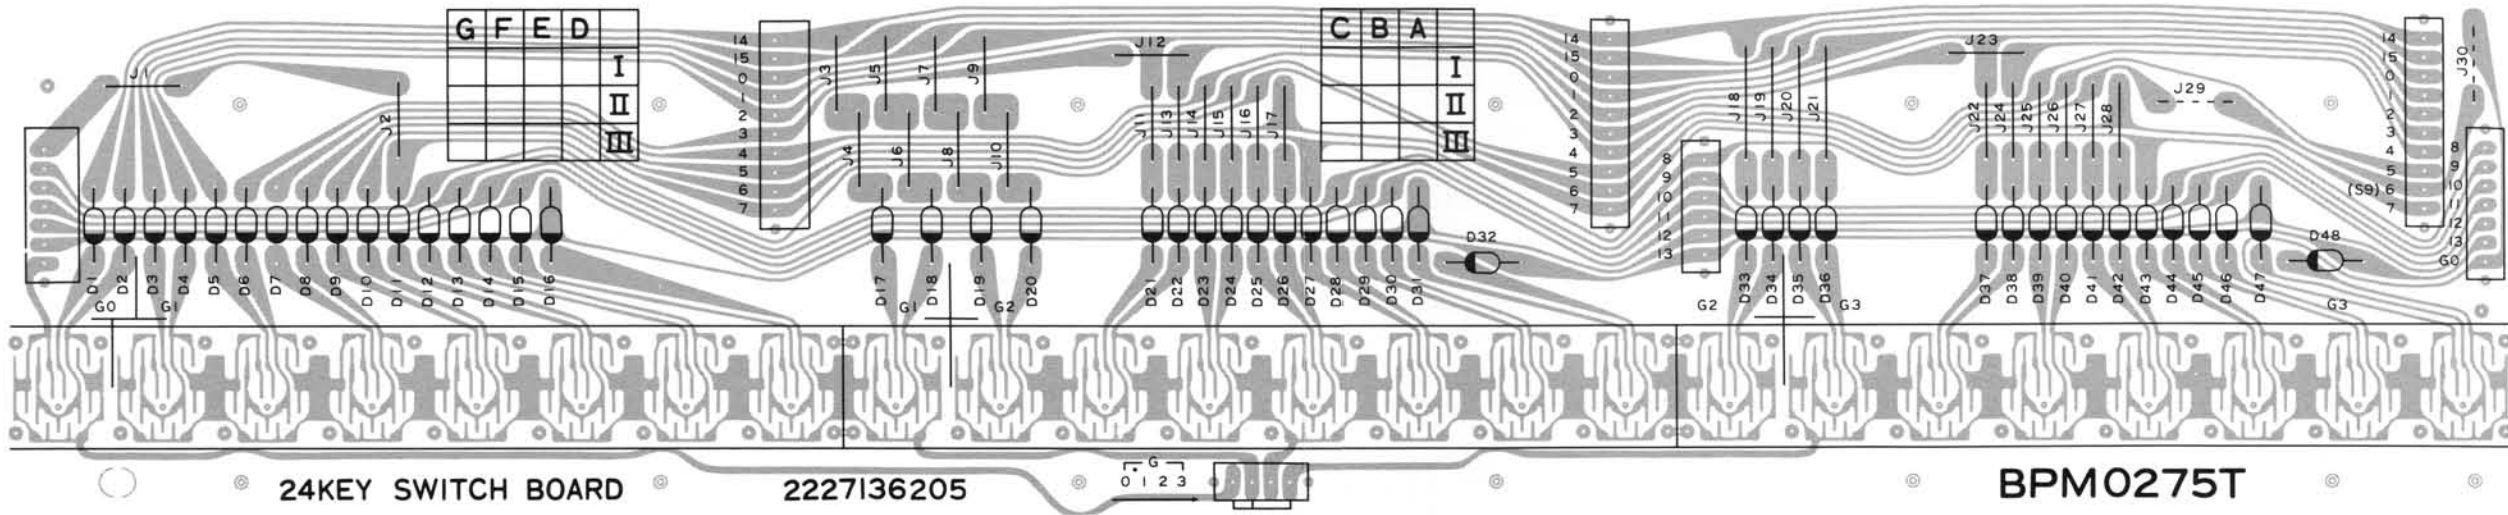 G F E D
I
II
III
C B A
I
II
III
14
15
0
1
2
3
4
5
6
7
14
15
0
1
2
3
4
5
6
7
14
15
0
1
2
3
4
5
(S9) 6
7
8
9
10
11
12
13
8
9
10
11
12
13
G0
J1
J2
J3 J5 J7 J9
J4 J6 J8 J10
J12
J11 J13 J14 J15 J16 J17
J18 J19 J20 J21
J23
J22 J24 J25 J26 J27 J28
J29
J30
D32
D48
D1 D2 D3 D4 D5 D6 D7 D8 D9 D10 D11 D12 D13 D14 D15 D16
D17 D18 D19 D20
D21 D22 D23 D24 D25 D26 D27 D28 D29 D30 D31
D33 D34 D35 D36
D37 D38 D39 D40 D41 D42 D43 D44 D45 D46 D47
G0 G1
G1 G2
G2 G3
G3
24KEY SWITCH BOARD
2227136205
G
0 1 2 3
BPM0275T